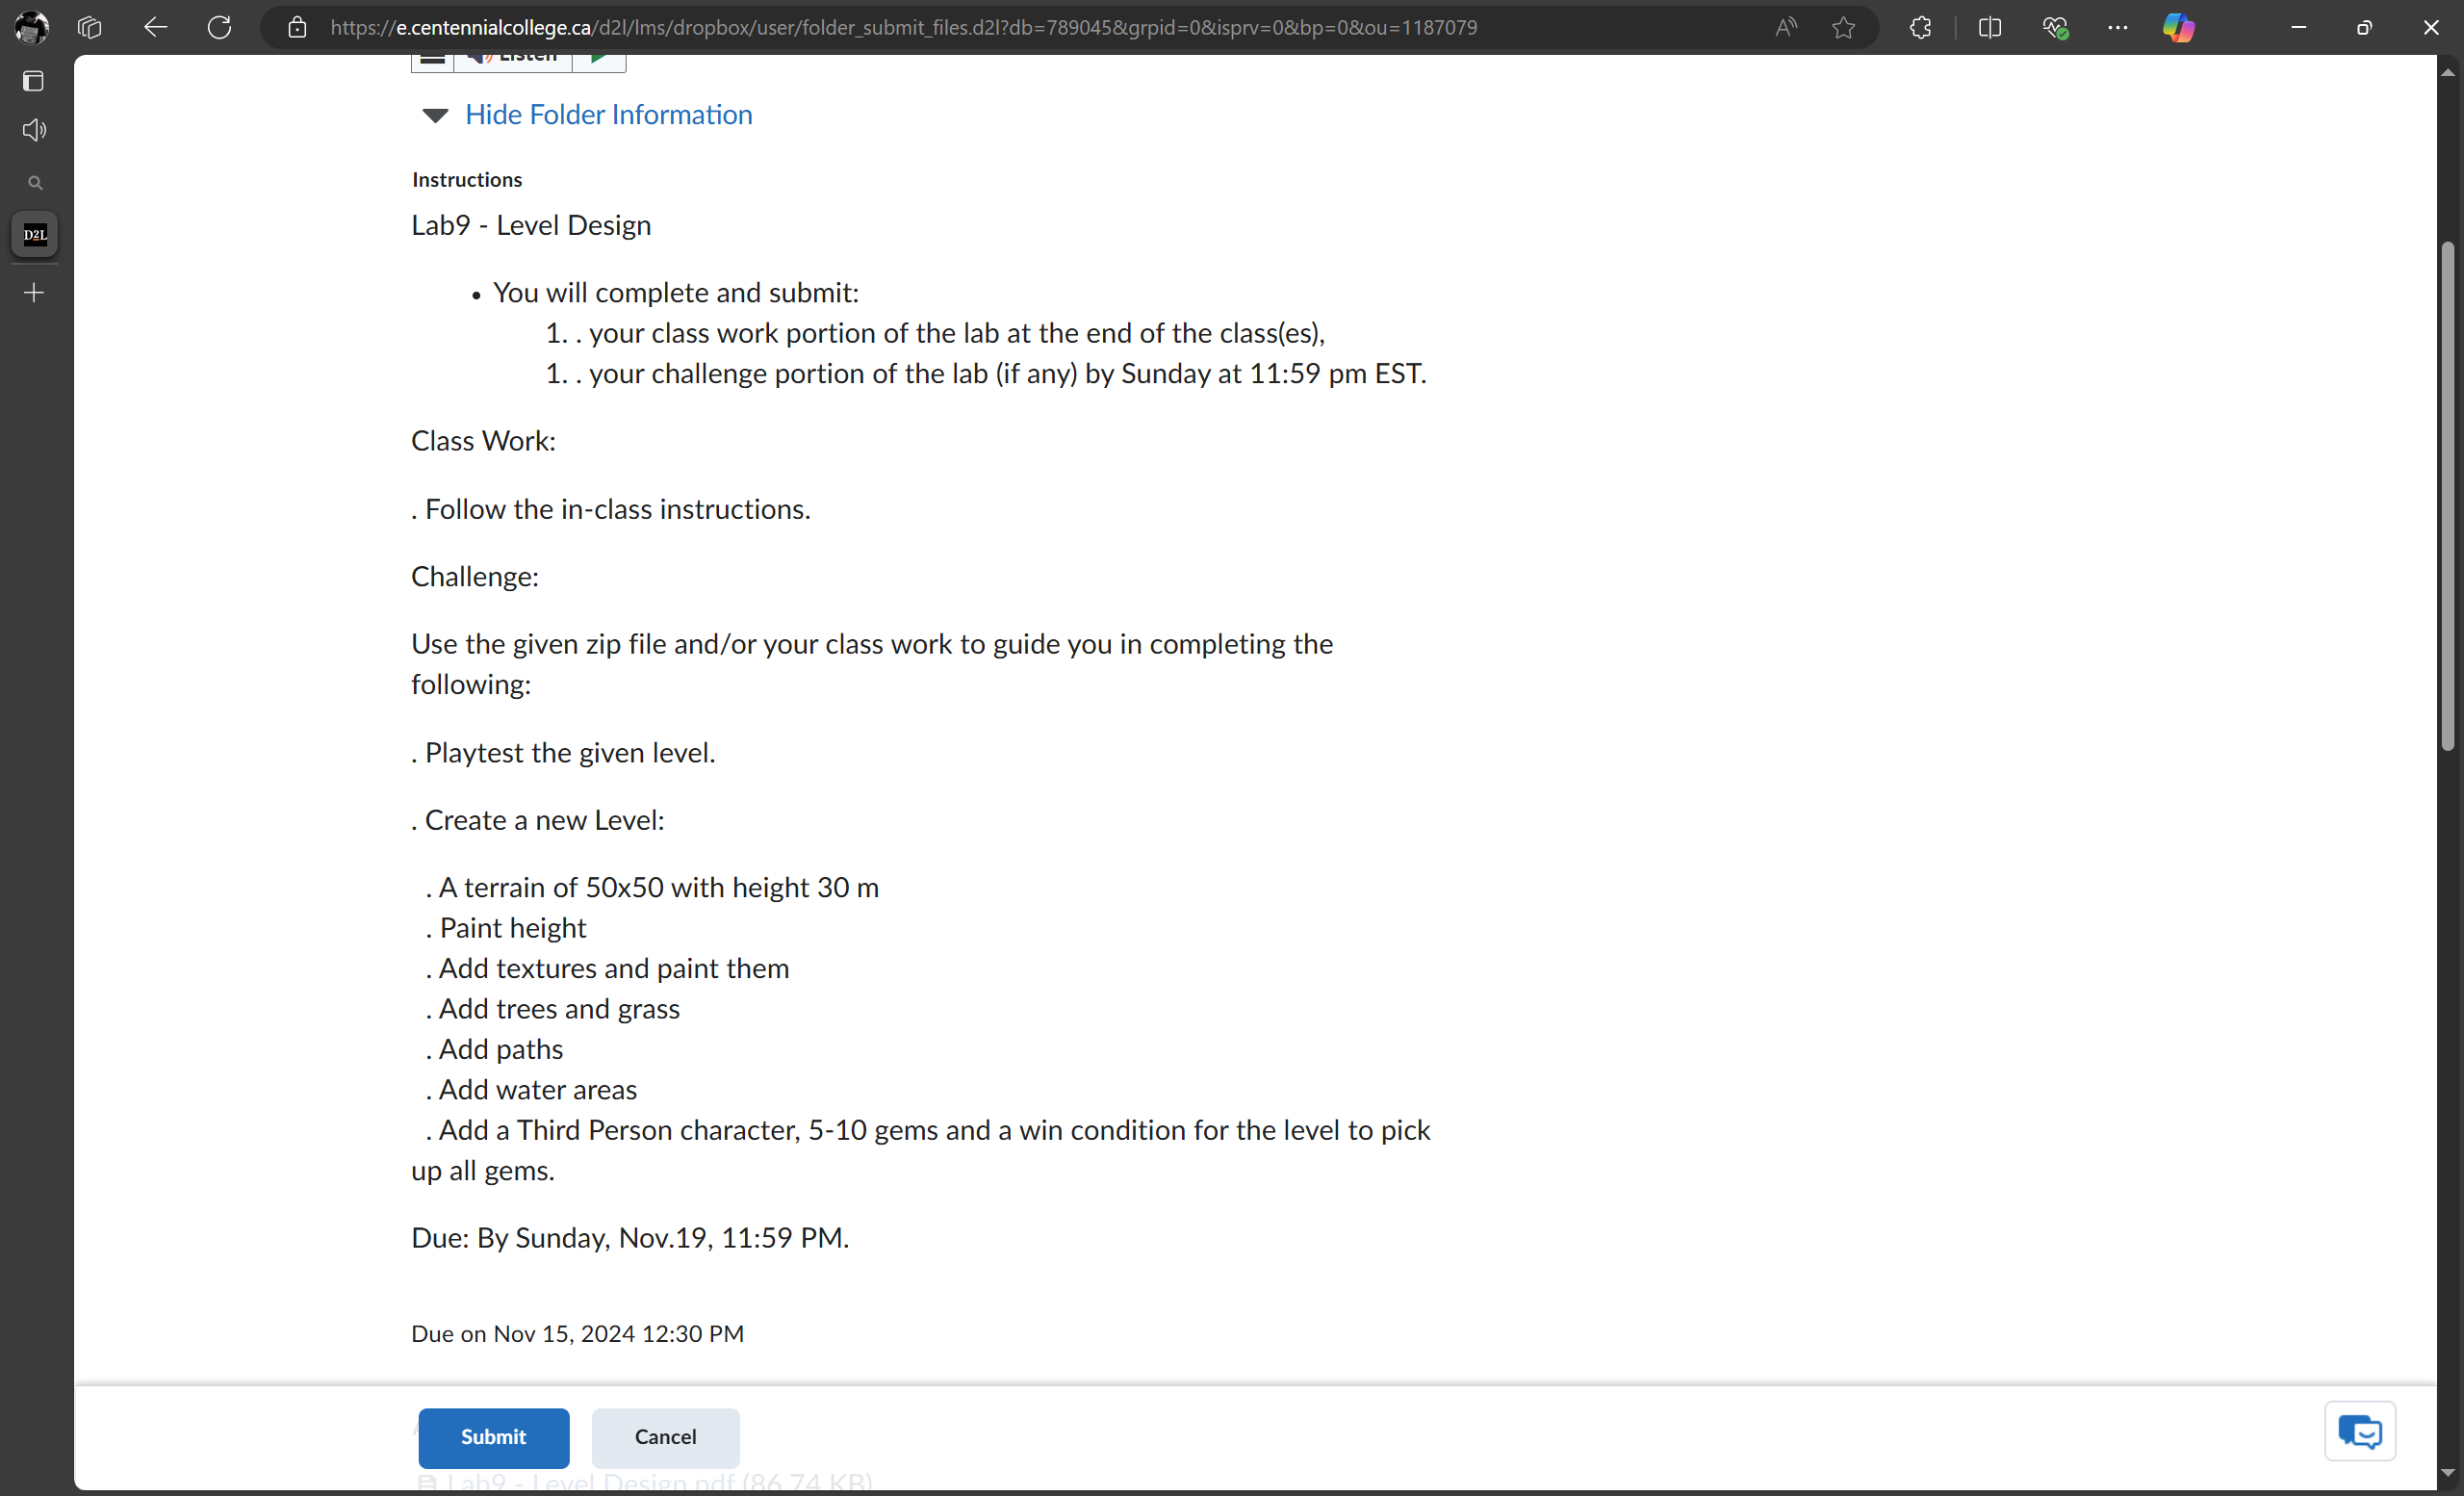 https://e.centennialcollege.ca/d2l/lms/dropbox/user/folder_submit_files.d2l?db=789045&grpid=0&isprv=0&bp=0&ou=1187079
D2L
Listen
Hide Folder Information
Instructions
Lab9 - Level Design
• You will complete and submit:
1. . your class work portion of the lab at the end of the class(es),
1. . your challenge portion of the lab (if any) by Sunday at 11:59 pm EST.
Class Work:
. Follow the in-class instructions.
Challenge:
Use the given zip file and/or your class work to guide you in completing the
following:
. Playtest the given level.
. Create a new Level:
. A terrain of 50x50 with height 30 m
. Paint height
. Add textures and paint them
. Add trees and grass
. Add paths
. Add water areas
. Add a Third Person character, 5-10 gems and a win condition for the level to pick
up all gems.
Due: By Sunday, Nov.19, 11:59 PM.
Due on Nov 15, 2024 12:30 PM
Submit
Cancel
Lab9 - Level Design.pdf (86.74 KB)